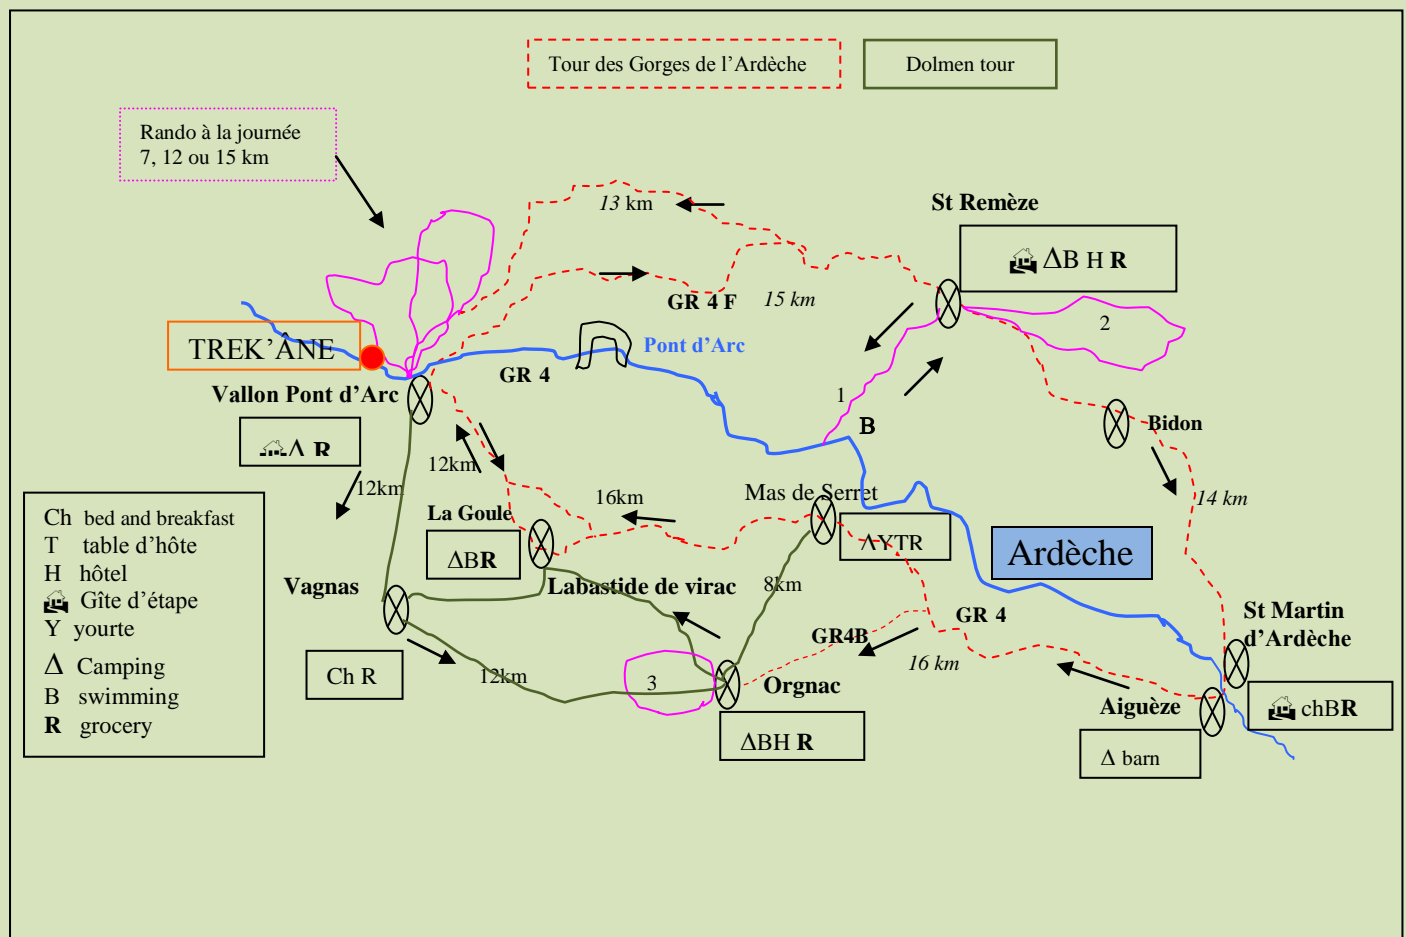 Tour des Gorges de l’Ardèche
Dolmen tour
Rando à la journée
7, 12 ou 15 km
13 km
St Remèze
ΔB H R
GR 4 F
15 km
2
TREK’ÂNE
Pont d’Arc
GR 4
Vallon Pont d’Arc
1
B
Bidon
Δ R
12km
12km
14 km
Mas de Serret
16km
La Goule
ΔYTR
ΔBR
Ardèche
Ch bed and breakfast
T table d’hôte
H hôtel
Gîte d’étape
Y yourte
Δ Camping
B swimming
R grocery
Vagnas
Labastide de virac
8km
St Martin
d’Ardèche
GR4B
GR 4
16 km
Ch R
12km
3
Orgnac
Aiguèze
chBR
ΔBH R
Δ barn